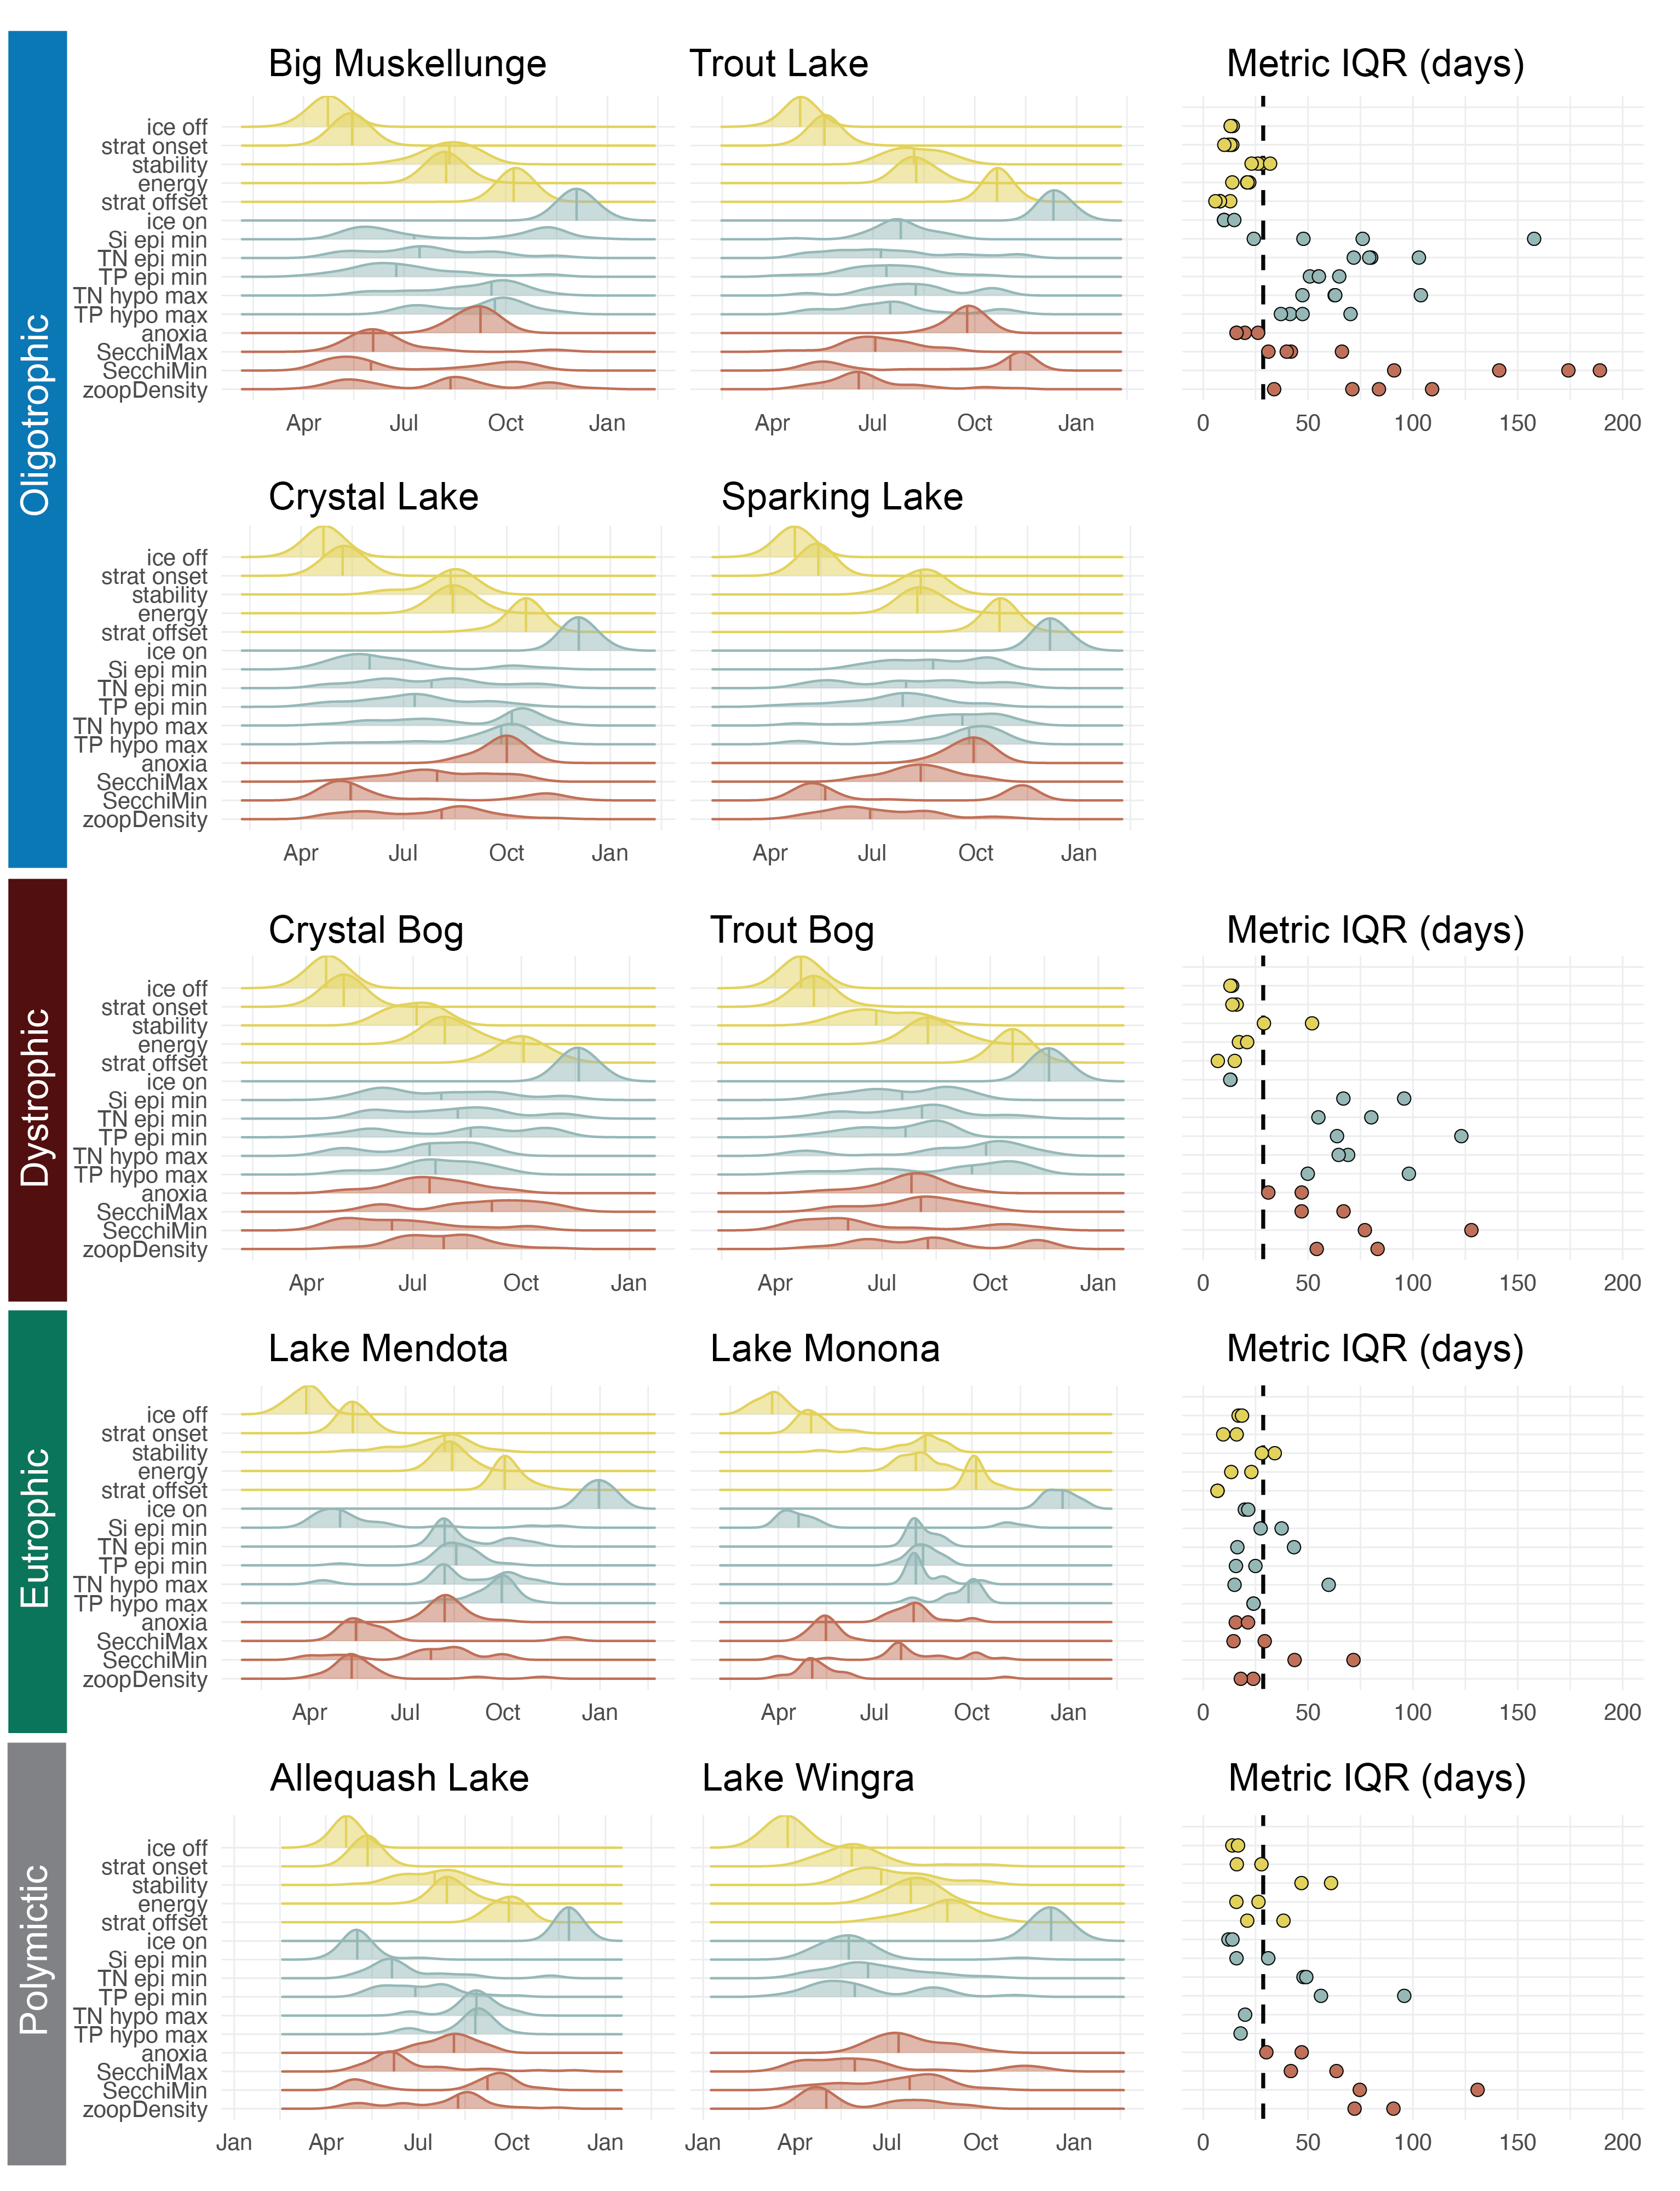 Oligotrophic
Big Muskellunge
Trout Lake
Metric IQR (days)
ice off
strat onset
stability
energy
strat offset
ice on
Si epi min
TN epi min
TP epi min
TN hypo max
TP hypo max
anoxia
SecchiMax
SecchiMin
zoopDensity
Apr Jul Oct Jan
Apr Jul Oct Jan
0 50 100 150 200
Crystal Lake
Sparking Lake
ice off
strat onset
stability
energy
strat offset
ice on
Si epi min
TN epi min
TP epi min
TN hypo max
TP hypo max
anoxia
SecchiMax
SecchiMin
zoopDensity
Apr Jul Oct Jan
Apr Jul Oct Jan
Dystrophic
Crystal Bog
Trout Bog
Metric IQR (days)
ice off
strat onset
stability
energy
strat offset
ice on
Si epi min
TN epi min
TP epi min
TN hypo max
TP hypo max
anoxia
SecchiMax
SecchiMin
zoopDensity
Apr Jul Oct Jan
Apr Jul Oct Jan
0 50 100 150 200
Eutrophic
Lake Mendota
Lake Monona
Metric IQR (days)
ice off
strat onset
stability
energy
strat offset
ice on
Si epi min
TN epi min
TP epi min
TN hypo max
TP hypo max
anoxia
SecchiMax
SecchiMin
zoopDensity
Apr Jul Oct Jan
Apr Jul Oct Jan
0 50 100 150 200
Polymictic
Allequash Lake
Lake Wingra
Metric IQR (days)
ice off
strat onset
stability
energy
strat offset
ice on
Si epi min
TN epi min
TP epi min
TN hypo max
TP hypo max
anoxia
SecchiMax
SecchiMin
zoopDensity
Jan Apr Jul Oct Jan
Jan Apr Jul Oct Jan
0 50 100 150 200